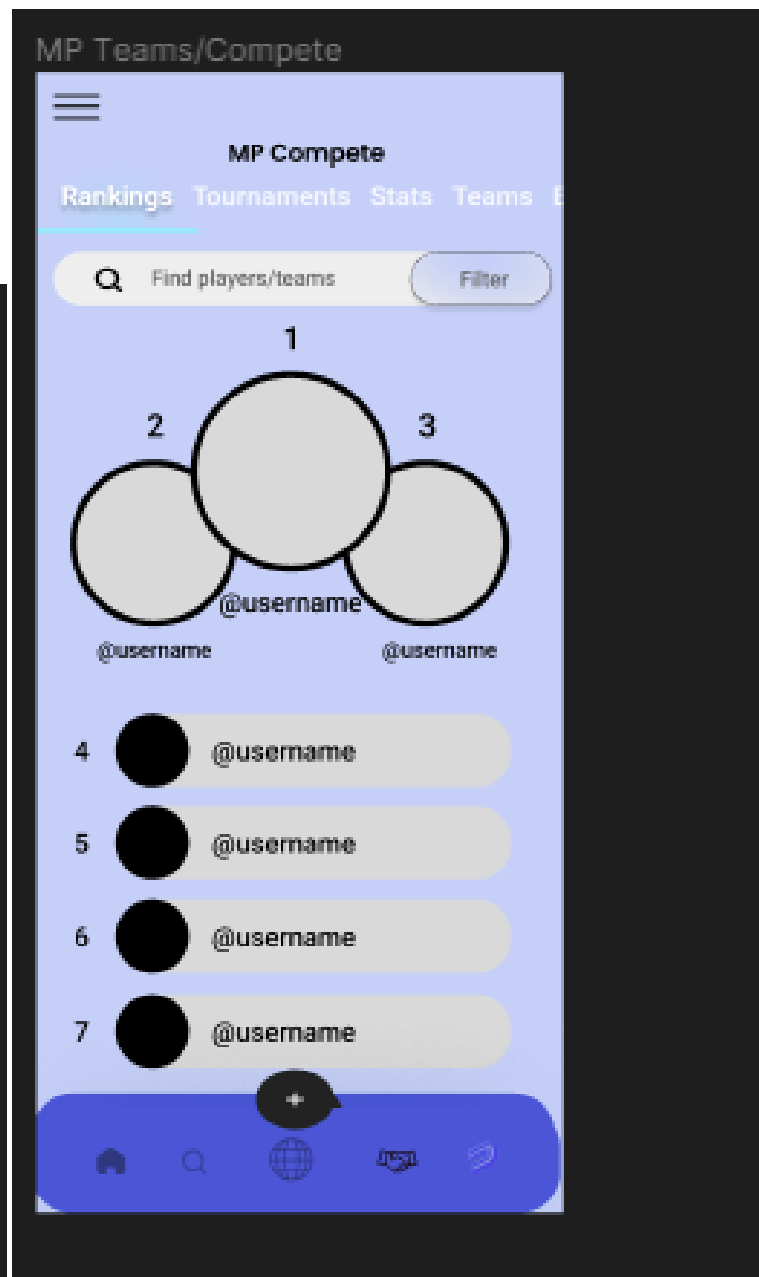 MP Teams/Compete
MP Compete
Rankings Tournaments Stats Teams E
Find players/teams Filter
1
2 3
@username
@username @username
4 @username
5 @username
6 @username
7 @username
+